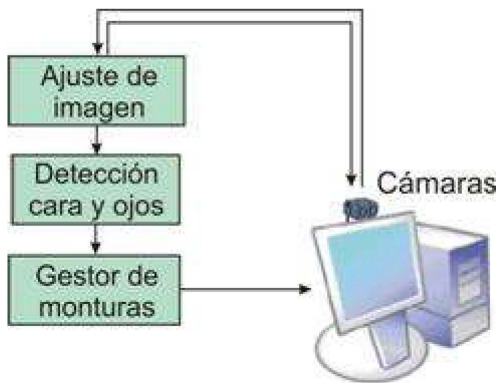 Ajuste de
imagen
Detección
cara y ojos
Cámaras
Gestor de
monturas